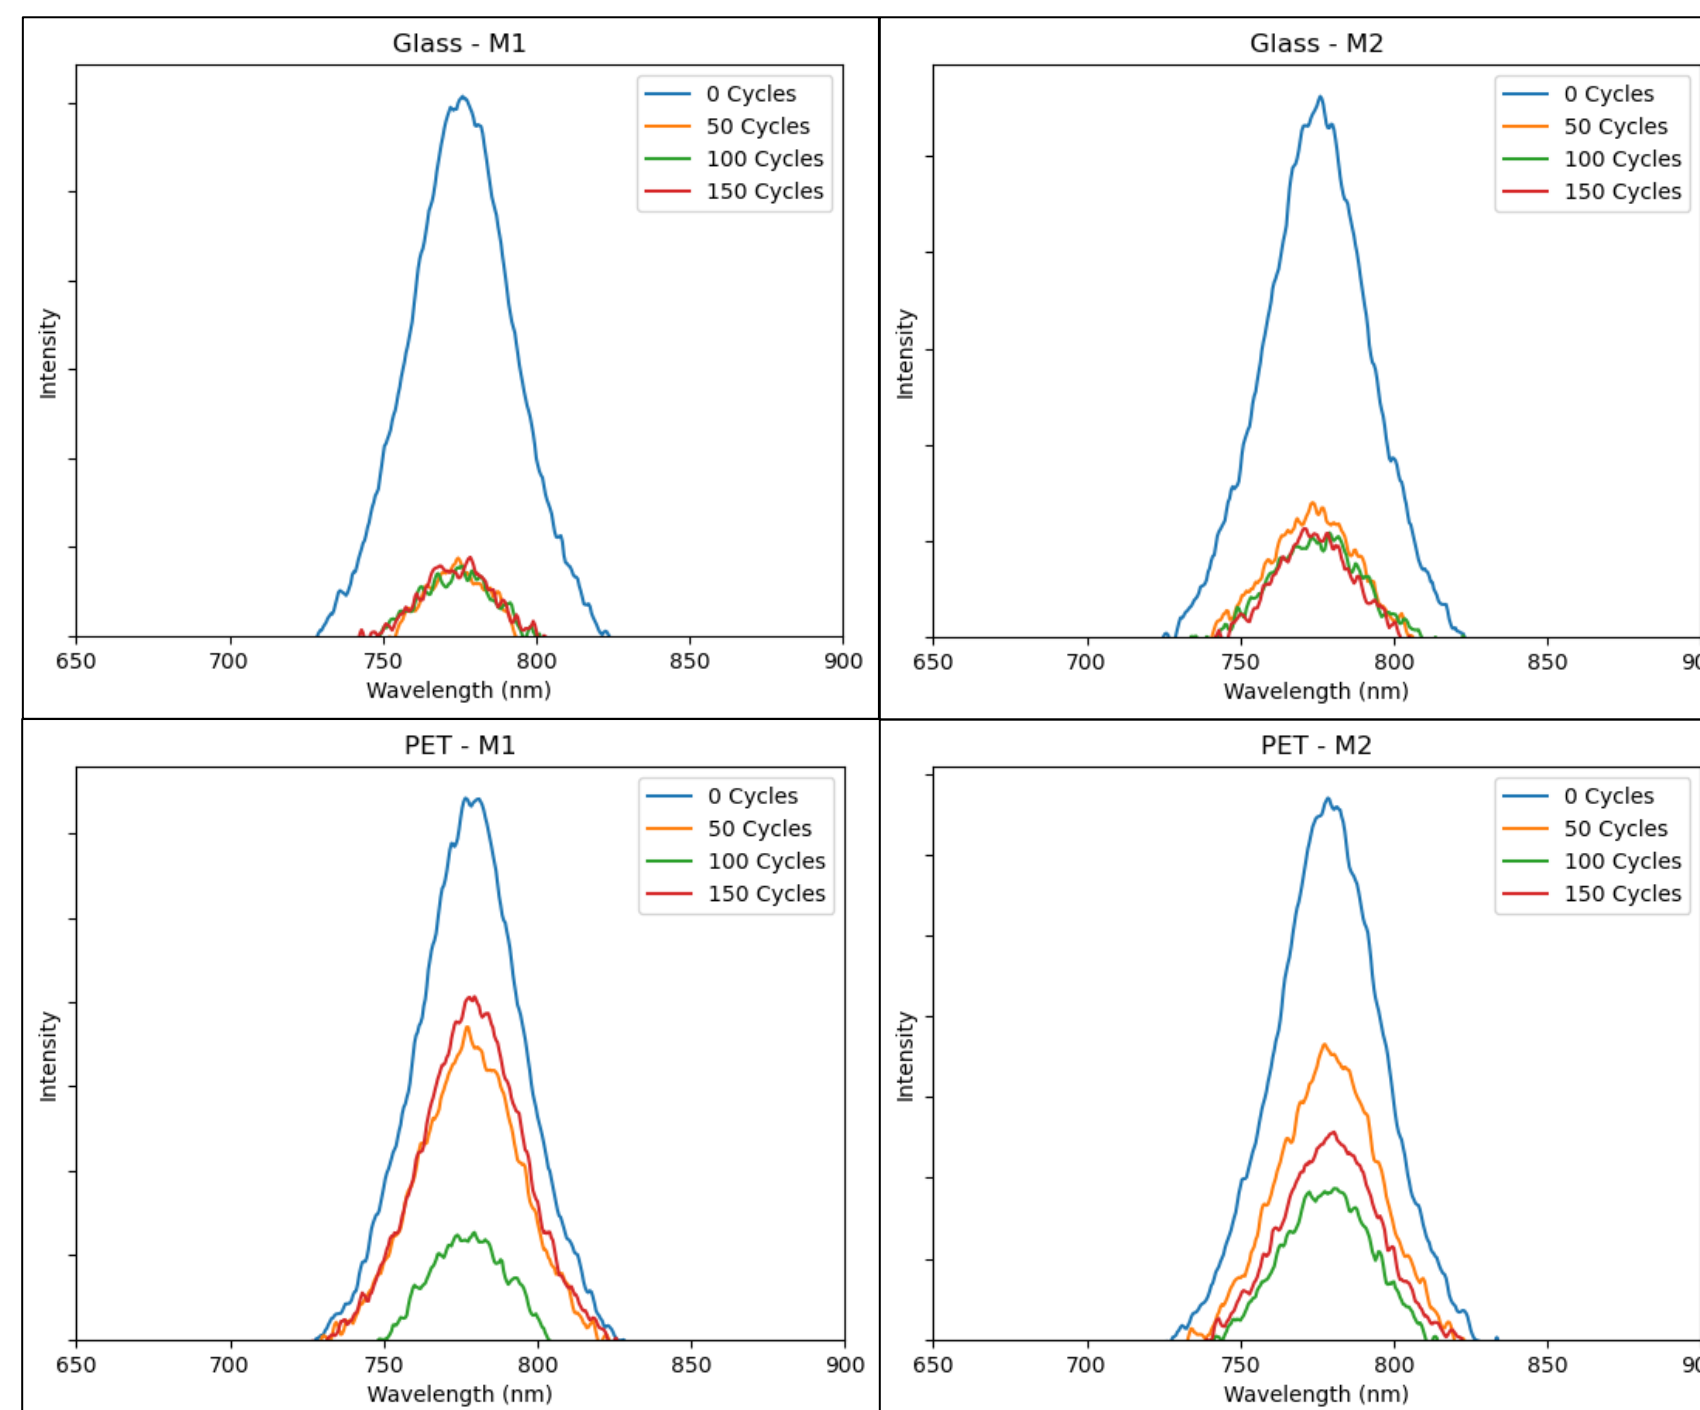 Glass - M1
0 Cycles
50 Cycles
100 Cycles
150 Cycles
Intensity
650 700 750 800 850 900
Wavelength (nm)
Glass - M2
0 Cycles
50 Cycles
100 Cycles
150 Cycles
Intensity
650 700 750 800 850
Wavelength (nm)
PET - M1
0 Cycles
50 Cycles
100 Cycles
150 Cycles
Intensity
650 700 750 800 850 900
Wavelength (nm)
PET - M2
0 Cycles
50 Cycles
100 Cycles
150 Cycles
Intensity
650 700 750 800 850
Wavelength (nm)